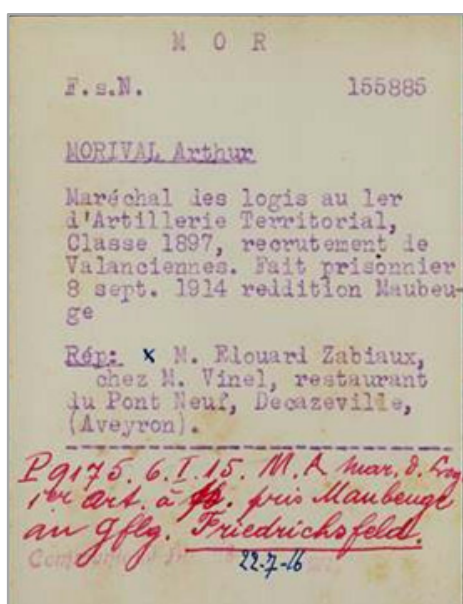 M O R
F.s.N. 155885
MORIVAL Arthur
Maréchal des logis au 1er
d'Artillerie Territorial,
Classe 1897, recrutement de
Valanciennes. Fait prisonnier
8 sept. 1914 reddition Maubeu-
ge
Rép: x M. Elouard Zabiaux,
chez M. Vinel, restaurant
du Pont Neuf, Decazeville,
(Aveyron).
P 9175. 6.I.15. M. A mar. d. log
1er art. à pris Maubeuge
au Gflg. Friedrichsfeld.
22-7-16